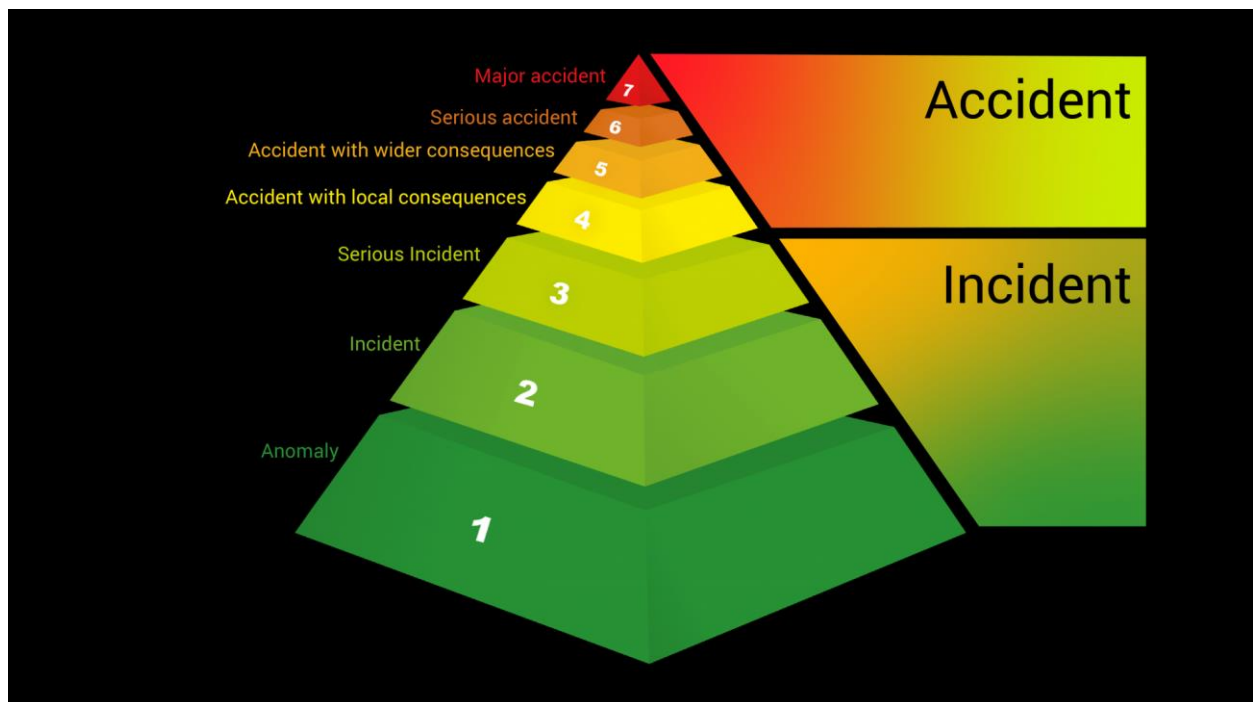 Major accident
7
Accident
Serious accident
6
Accident with wider consequences
5
Accident with local consequences
4
Serious Incident
3
Incident
Incident
2
Anomaly
1